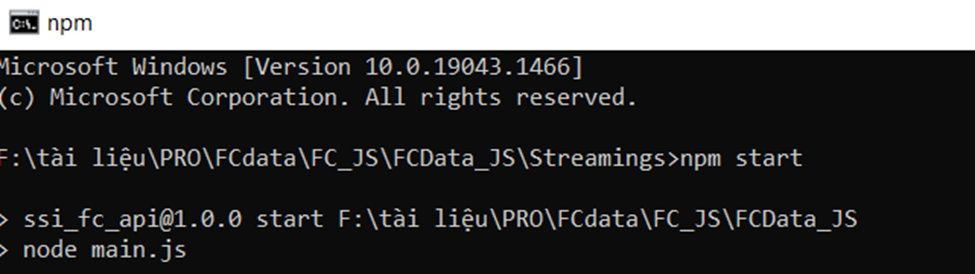 npm
Microsoft Windows [Version 10.0.19043.1466]
(c) Microsoft Corporation. All rights reserved.
F:\tài liệu\PRO\FCdata\FC_JS\FCData_JS\Streamings>npm start
> ssi_fc_api@1.0.0 start F:\tài liệu\PRO\FCdata\FC_JS\FCData_JS
> node main.js